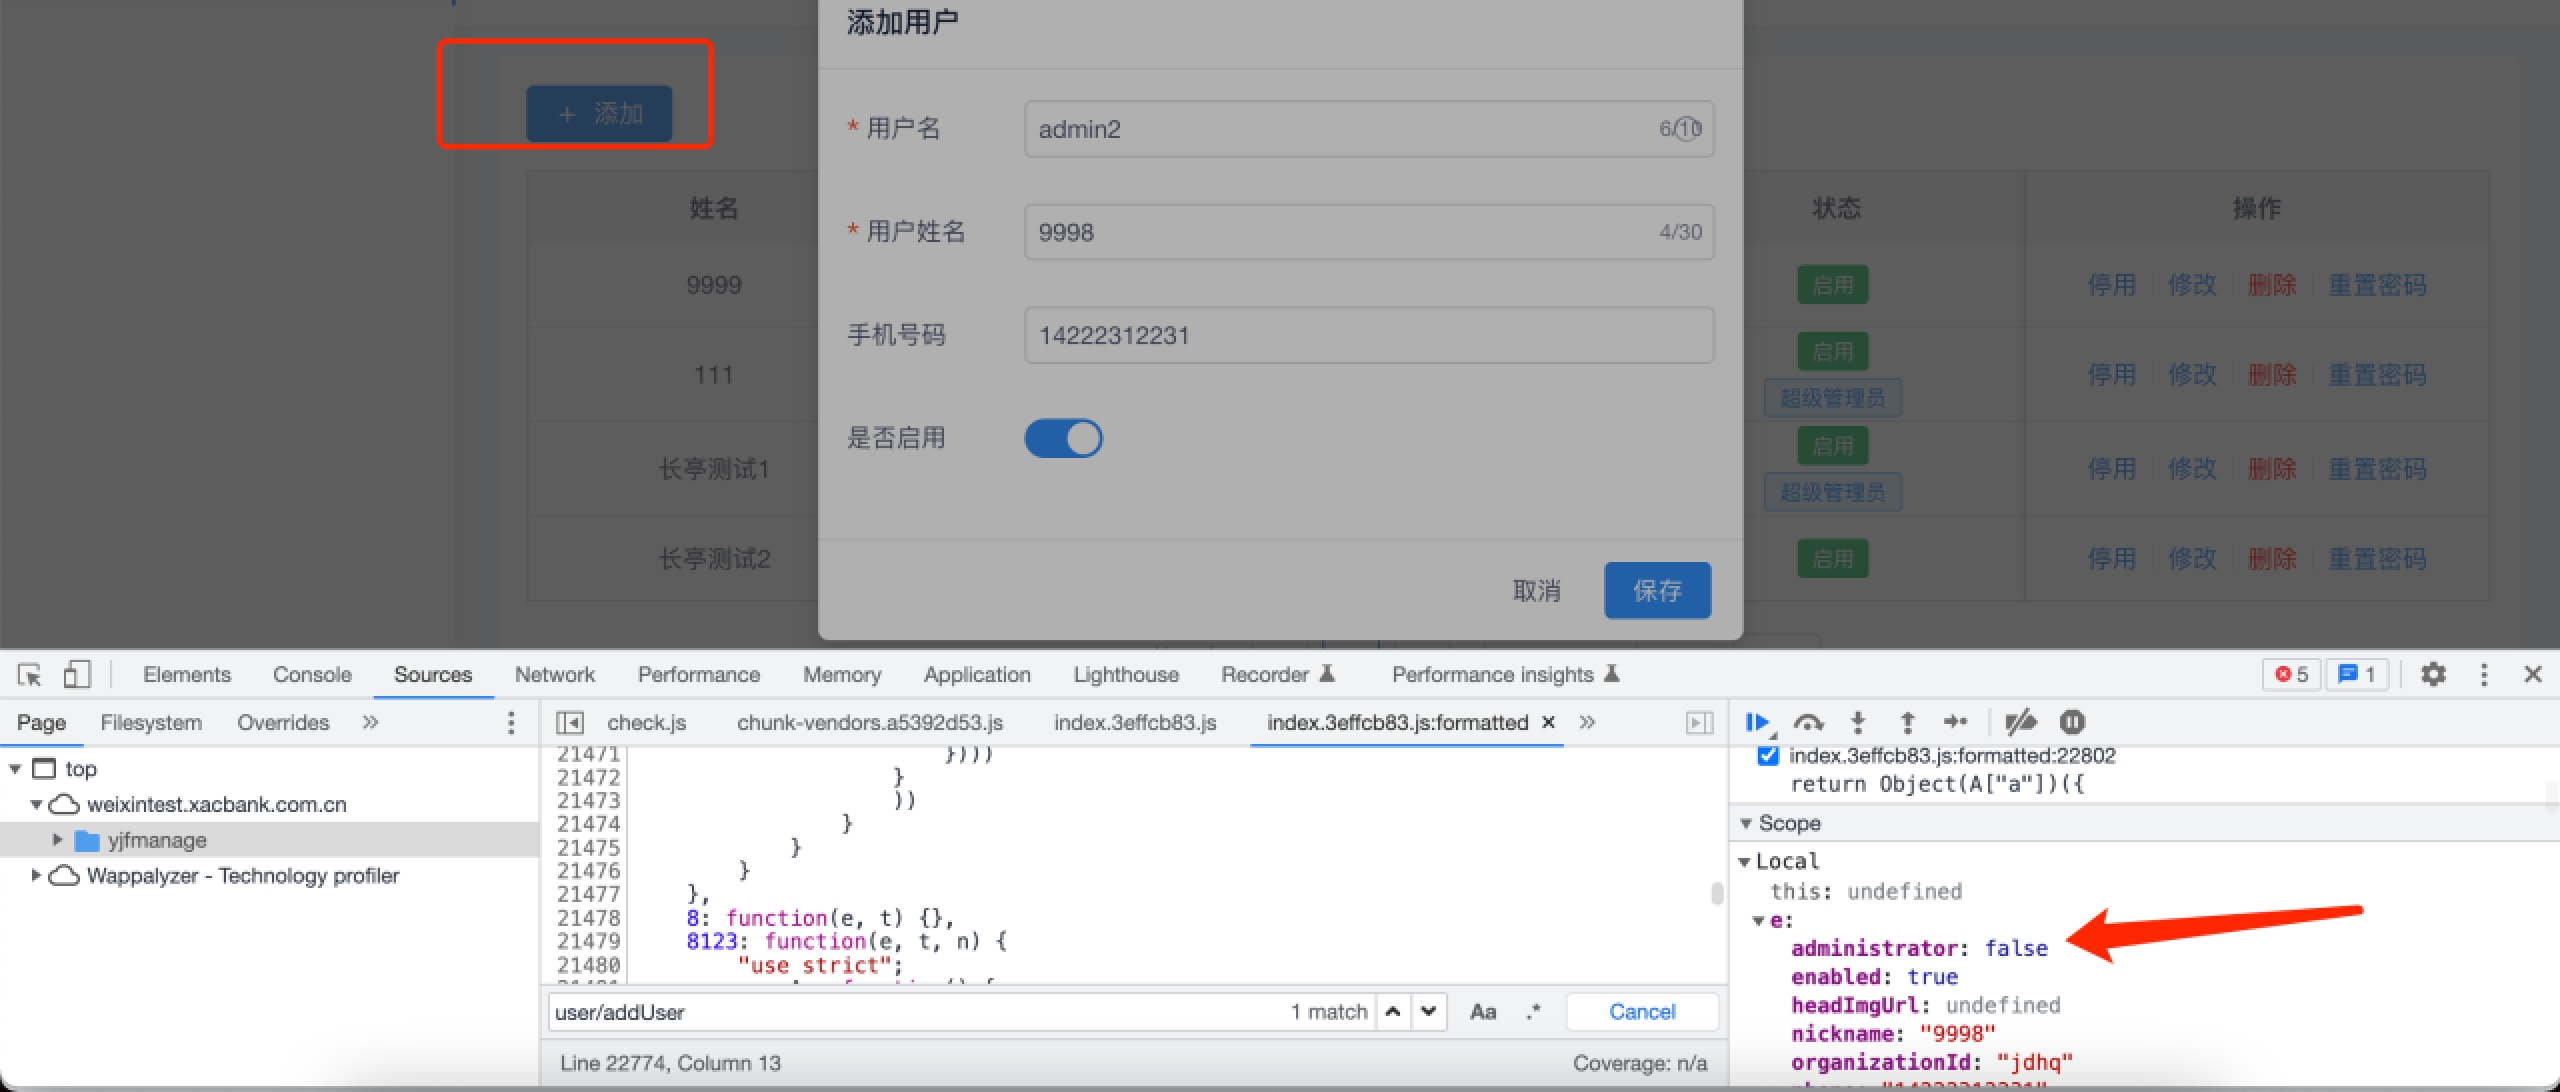 添加用户
+ 添加
* 用户名 admin2 6/10
* 用户姓名 9998 4/30
手机号码 14222312231
是否启用
取消 保存
姓名 状态 操作
9999 启用 停用 修改 删除 重置密码
111 启用 超级管理员 停用 修改 删除 重置密码
长亭测试1 启用 超级管理员 停用 修改 删除 重置密码
长亭测试2 启用 停用 修改 删除 重置密码
Elements Console Sources Network Performance Memory Application Lighthouse Recorder Performance insights 5 1
Page Filesystem Overrides »
top
weixintest.xacbank.com.cn
yjfmanage
Wappalyzer - Technology profiler
check.js chunk-vendors.a5392d53.js index.3effcb83.js index.3effcb83.js:formatted × »
21471 })))
21472 }
21473 ))
21474 }
21475 }
21476 }
21477 },
21478 8: function(e, t) {},
21479 8123: function(e, t, n) {
21480 "use strict";
user/addUser 1 match Aa .* Cancel
Line 22774, Column 13 Coverage: n/a
index.3effcb83.js:formatted:22802
return Object(A["a"])({
Scope
Local
this: undefined
e:
administrator: false
enabled: true
headImgUrl: undefined
nickname: "9998"
organizationId: "jdhq"